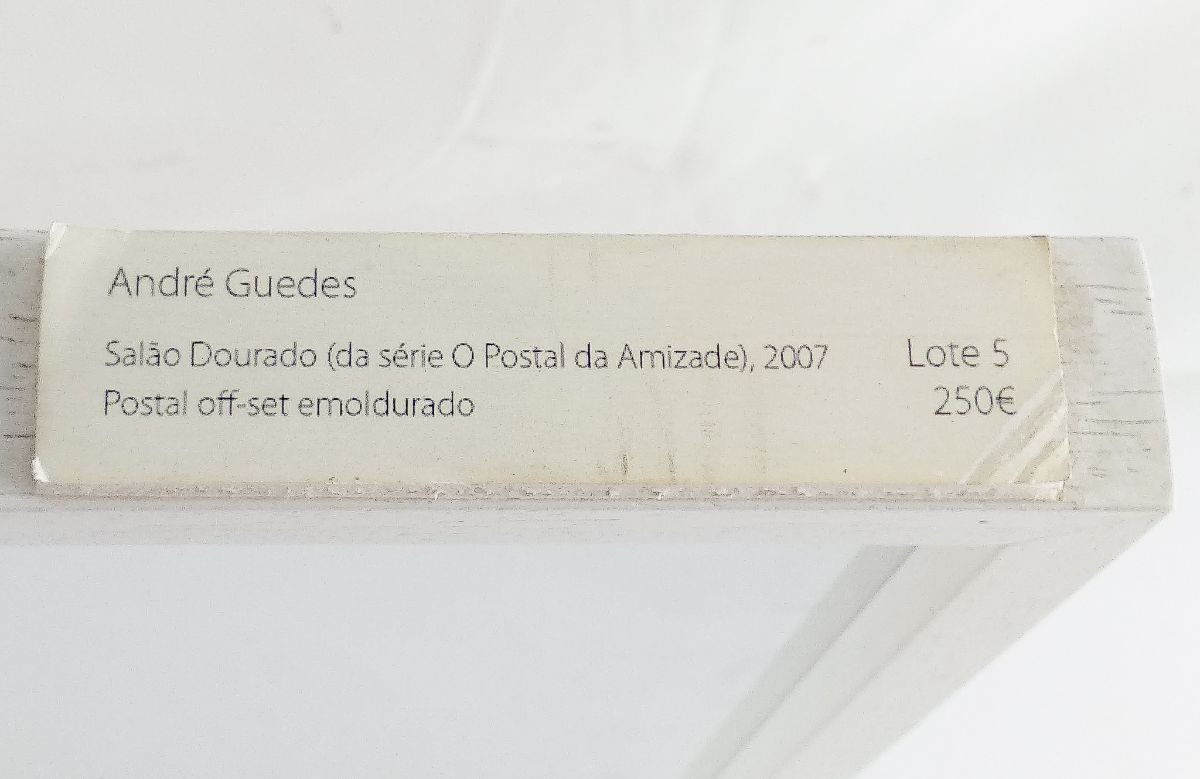 André Guedes
Salão Dourado (da série O Postal da Amizade), 2007 Lote 5
Postal off-set emoldurado 250€